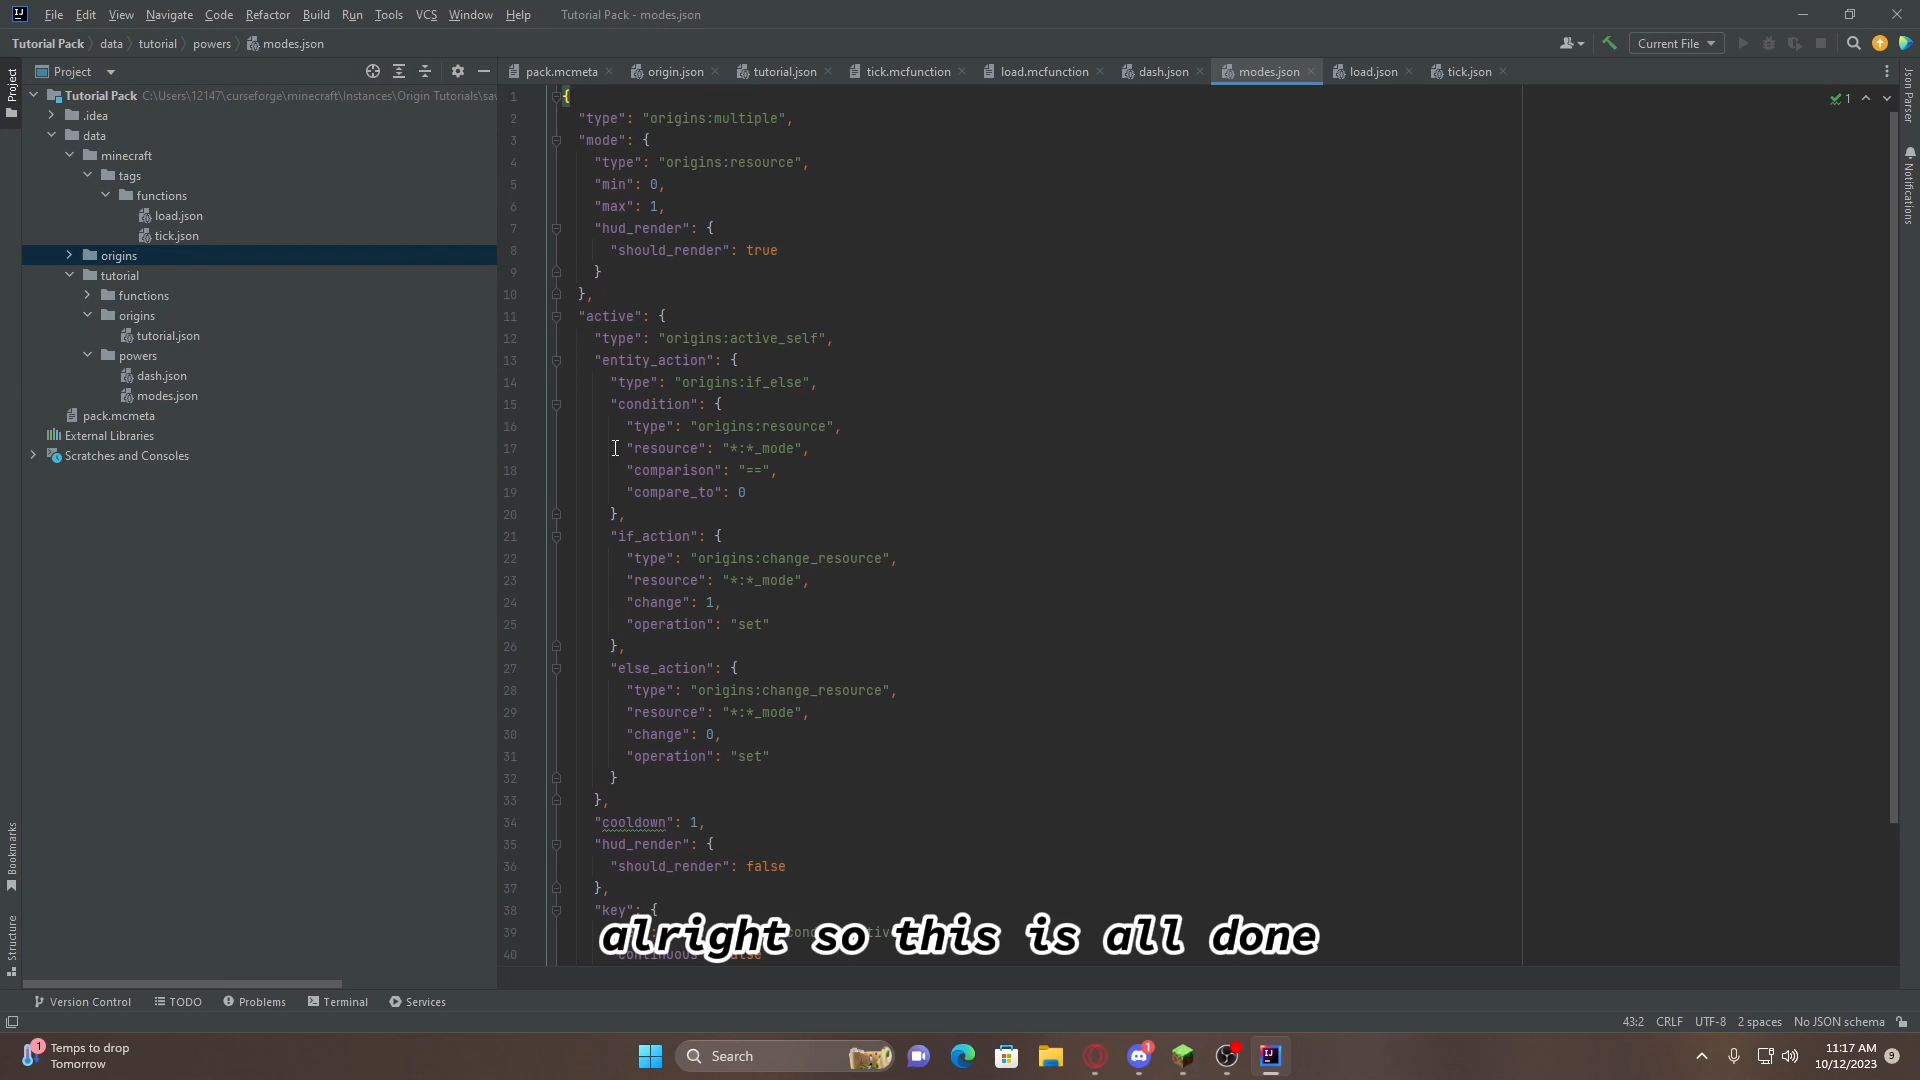 File Edit View Navigate Code Refactor Build Run Tools VCS Window Help Tutorial Pack - modes.json
Tutorial Pack data tutorial powers modes.json Current File
Project
pack.mcmeta origin.json tutorial.json tick.mcfunction load.mcfunction dash.json modes.json load.json tick.json
Tutorial Pack C:\Users\12147\curseforge\minecraft\Instances\Origin Tutorials\sav
.idea
data
minecraft
tags
functions
load.json
tick.json
origins
tutorial
functions
origins
tutorial.json
powers
dash.json
modes.json
pack.mcmeta
External Libraries
Scratches and Consoles
Project
Bookmarks
Structure
1 {
2 "type": "origins:multiple",
3 "mode": {
4 "type": "origins:resource",
5 "min": 0,
6 "max": 1,
7 "hud_render": {
8 "should_render": true
9 }
10 },
11 "active": {
12 "type": "origins:active_self",
13 "entity_action": {
14 "type": "origins:if_else",
15 "condition": {
16 "type": "origins:resource",
17 "resource": "*:*_mode",
18 "comparison": "==",
19 "compare_to": 0
20 },
21 "if_action": {
22 "type": "origins:change_resource",
23 "resource": "*:*_mode",
24 "change": 1,
25 "operation": "set"
26 },
27 "else_action": {
28 "type": "origins:change_resource",
29 "resource": "*:*_mode",
30 "change": 0,
31 "operation": "set"
32 }
33 },
34 "cooldown": 1,
35 "hud_render": {
36 "should_render": false
37 },
38 "key": {
39
40
1
Json Parser
Notifications
alright so this is all done
Version Control TODO Problems Terminal Services
43:2 CRLF UTF-8 2 spaces No JSON schema
1 Temps to drop
Tomorrow
Search
1
11:17 AM
10/12/2023
9